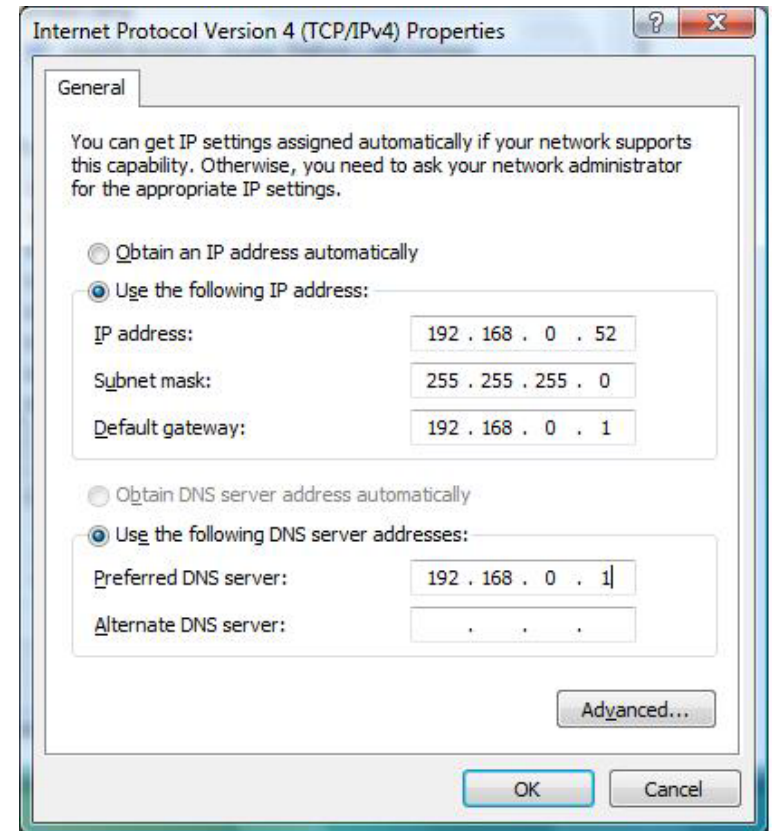 Internet Protocol Version 4 (TCP/IPv4) Properties
?
X
General
You can get IP settings assigned automatically if your network supports
this capability. Otherwise, you need to ask your network administrator
for the appropriate IP settings.
Obtain an IP address automatically
Use the following IP address:
IP address: 192 . 168 . 0 . 52
Subnet mask: 255 . 255 . 255 . 0
Default gateway: 192 . 168 . 0 . 1
Obtain DNS server address automatically
Use the following DNS server addresses:
Preferred DNS server: 192 . 168 . 0 . 1
Alternate DNS server: . . .
Advanced...
OK Cancel